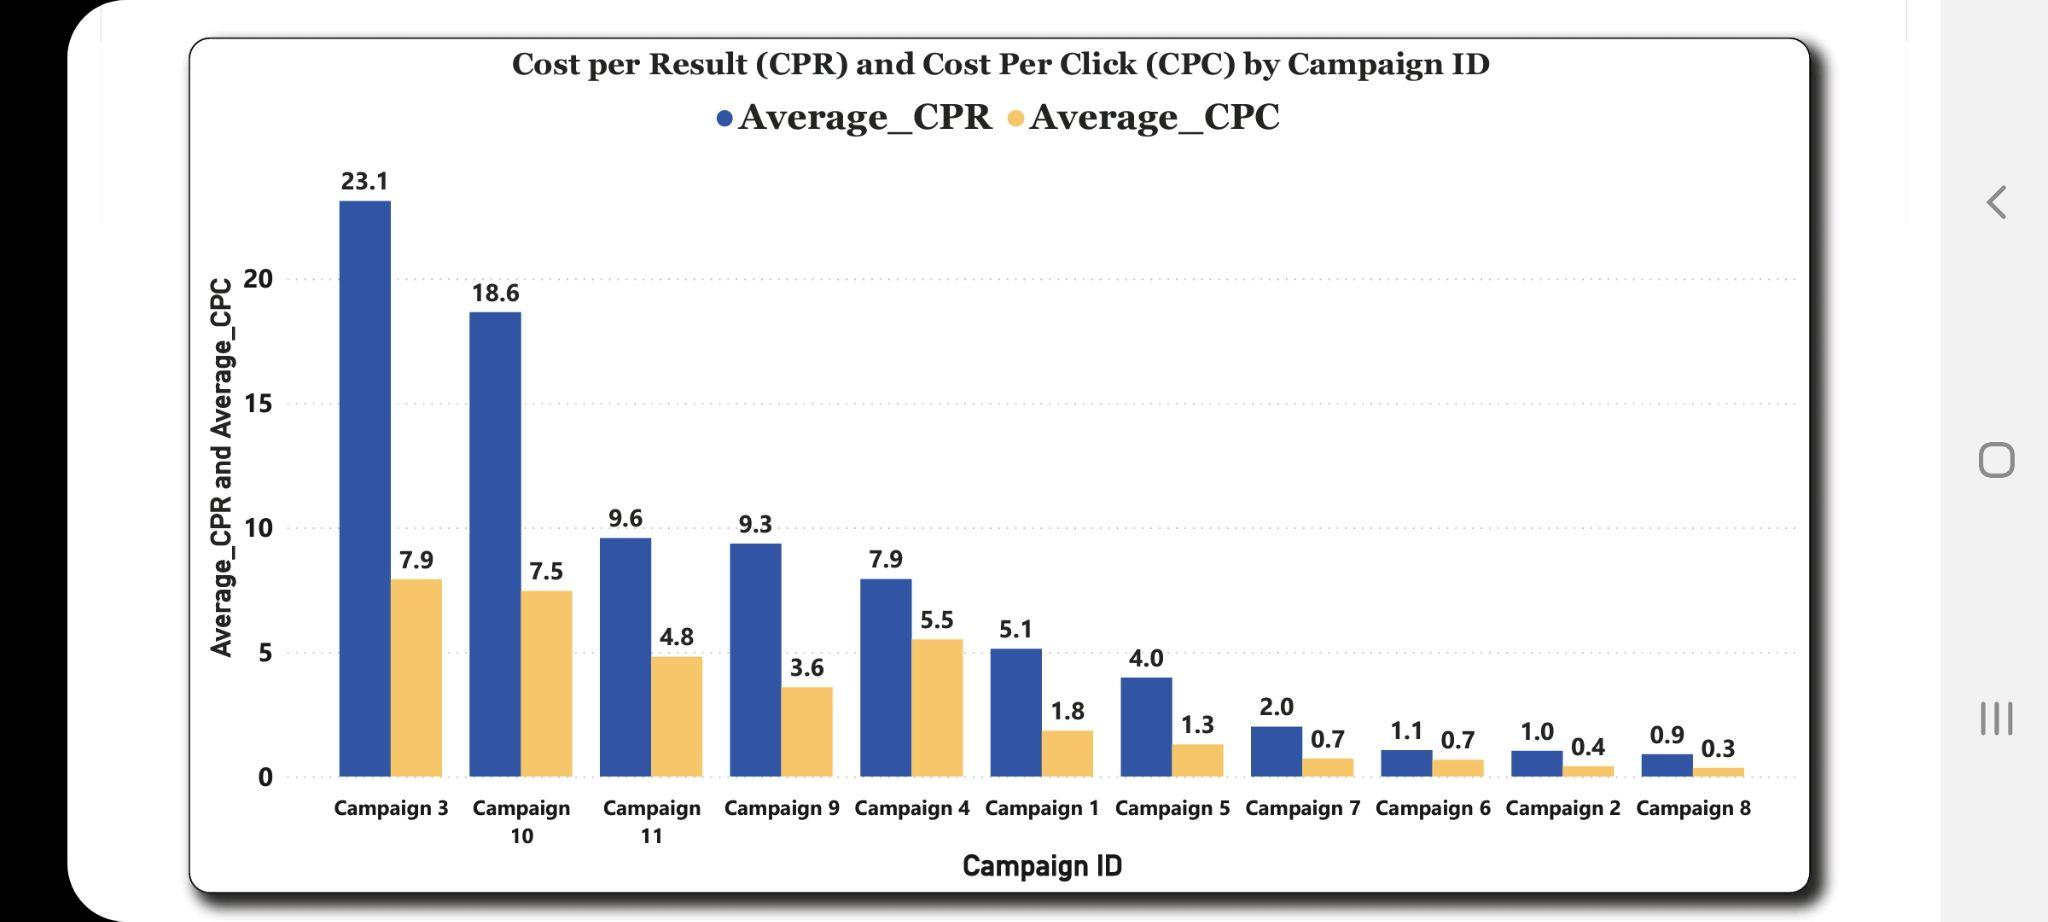 Cost per Result (CPR) and Cost Per Click (CPC) by Campaign ID
Average_CPR Average_CPC
Average_CPR and Average_CPC
20
15
10
5
0
23.1
7.9
18.6
7.5
9.6
4.8
9.3
3.6
7.9
5.5
5.1
1.8
4.0
1.3
2.0
0.7
1.1
0.7
1.0
0.4
0.9
0.3
Campaign 3
Campaign
10
Campaign
11
Campaign 9
Campaign 4
Campaign 1
Campaign 5
Campaign 7
Campaign 6
Campaign 2
Campaign 8
Campaign ID